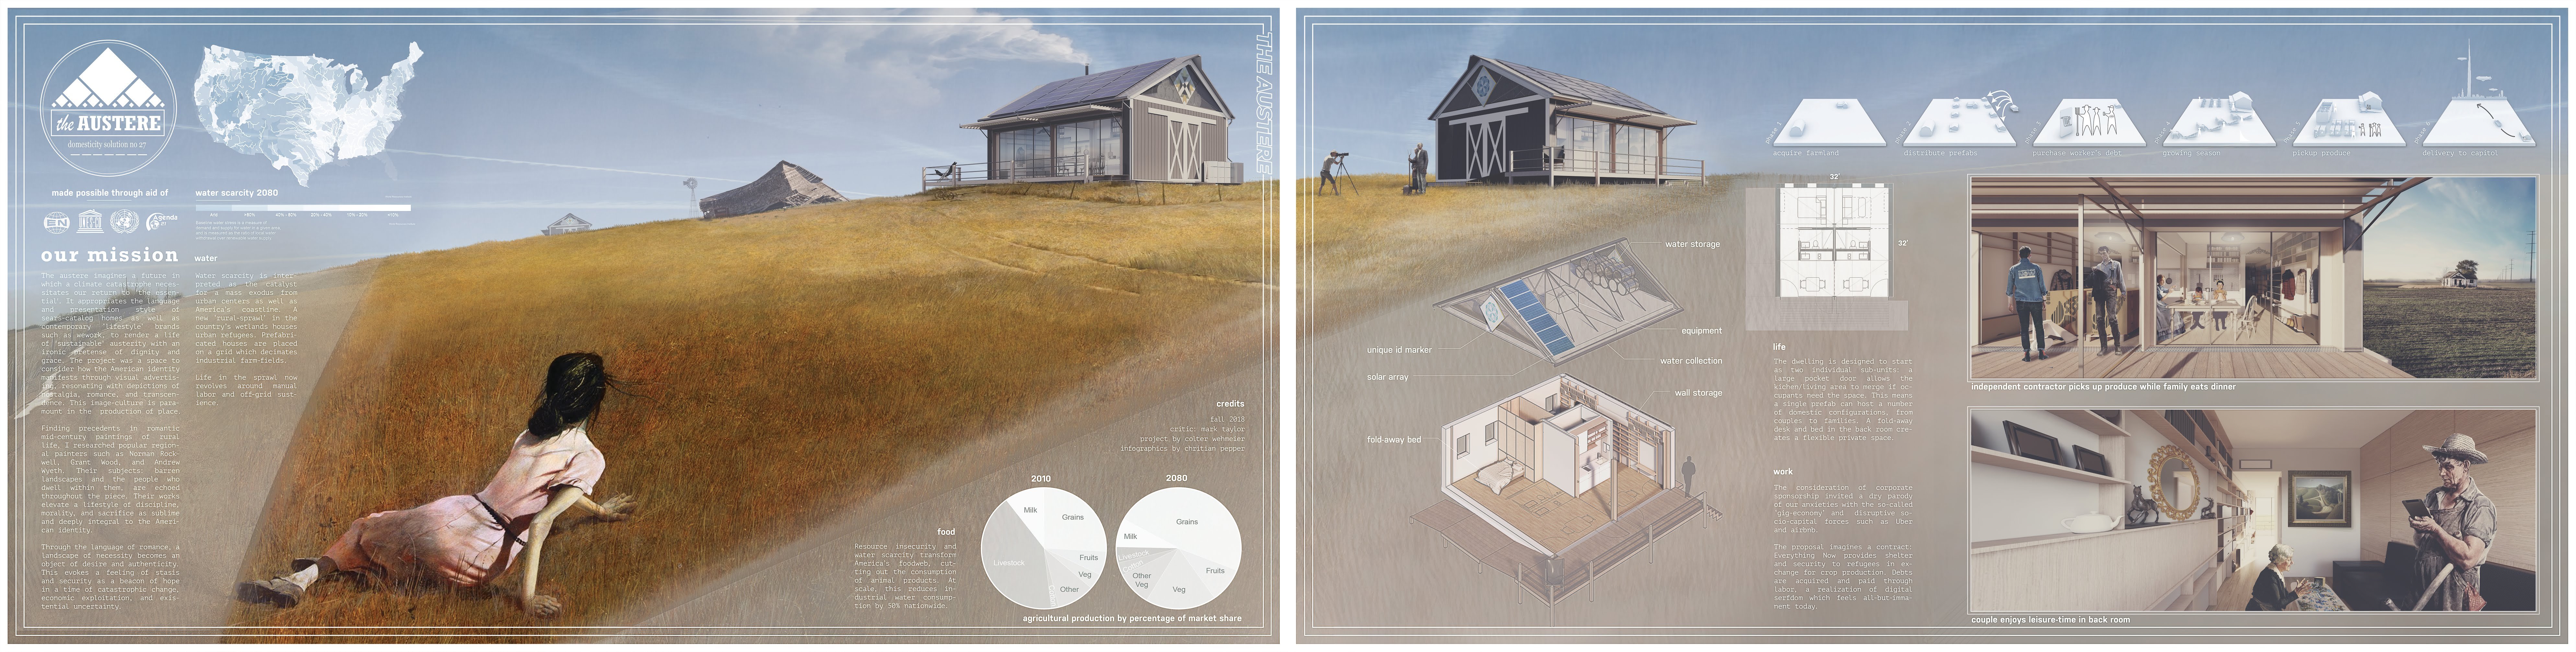 the AUSTERE
domesticity solution no 27
made possible through aid of
EN
Agenda
21
our mission
The austere imagines a future in
which a climate catastrophe neces-
sitates our return to 'the essen-
tial'. It appropriates the language
and presentation style of
sears-catalog homes as well as
contemporary 'lifestyle' brands
such as wework, to render a life
of 'sustainable' austerity with an
ironic pretense of dignity and
grace. The project was a space to
consider how the American identity
manifests through visual advertis-
ing, resonating with depictions of
nostalgia, romance, and transcen-
dence. This image-culture is para-
mount in the production of place.
Finding precedents in romantic
mid-century paintings of rural
life, I researched popular region-
al painters such as Norman Rock-
well, Grant Wood, and Andrew
Wyeth. Their subjects: barren
landscapes and the people who
dwell within them, are echoed
throughout the piece. Their works
elevate a lifestyle of discipline,
morality, and sacrifice as sublime
and deeply integral to the Ameri-
can identity.
Through the language of romance, a
landscape of necessity becomes an
object of desire and authenticity.
This evokes a feeling of stasis
and security as a beacon of hope
in a time of catastrophic change,
economic exploitation, and exis-
tential uncertainty.
water scarcity 2080
water
Water scarcity is inter-
preted as the catalyst
for a mass exodus from
urban centers as well as
America's coastline. A
new 'rural-sprawl' in the
country's wetlands houses
urban refugees. Prefabri-
cated houses are placed
on a grid which decimates
industrial farm-fields.
Life in the sprawl now
revolves around manual
labor and off-grid sust-
ience.
THE AUSTERE
credits
fall 2018
critic: mark taylor
project by colter wehmeier
infographics by chzitian pepper
food
Resource insecurity and
water scarcity transform
America's foodweb, cut-
ting out the consumption
of animal products. At
scale, this reduces in-
dustrial water consump-
tion by 50% nationwide.
2010
Milk
Grains
Fruits
Veg
Other
Livestock
2080
Grains
Milk
Livestock
Other
Veg
Veg
Fruits
agricultural production by percentage of market share
phase 1
acquire farmland
phase 2
distribute prefabs
phase 3
purchase worker's debt
phase 4
growing season
phase 5
pickup produce
phase 6
delivery to capitol
32'
32'
water storage
equipment
water collection
wall storage
unique id marker
solar array
fold-away bed
life
The dwelling is designed to start
as two individual sub-units: a
large pocket door allows the
kichen/living area to merge if oc-
cupants need the space. This means
a single prefab can host a number
of domestic configurations, from
couples to families. A fold-away
desk and bed in the back room cre-
ates a flexible private space.
work
The consideration of corporate
sponsorship invited a dry parody
of our anxieties with the so-called
'gig-economy' and disruptive so-
cio-capital forces such as Uber
and airbnb.
The proposal imagines a contract:
Everything Now provides shelter
and security to refugees in ex-
change for crop production. Debts
are acquired and paid through
labor, a realization of digital
serfdom which feels all-but-imma-
nent today.
independent contractor picks up produce while family eats dinner
couple enjoys leisure-time in back room